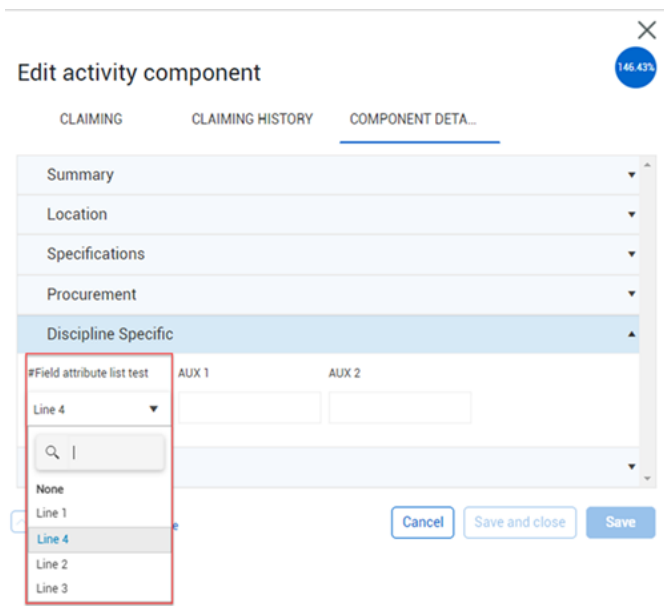 Edit activity component
146.43%
CLAIMING CLAIMING HISTORY COMPONENT DETA...
Summary
Location
Specifications
Procurement
Discipline Specific
#Field attribute list test AUX 1 AUX 2
Line 4
None
Line 1
Line 4
Line 2
Line 3
Cancel Save and close Save